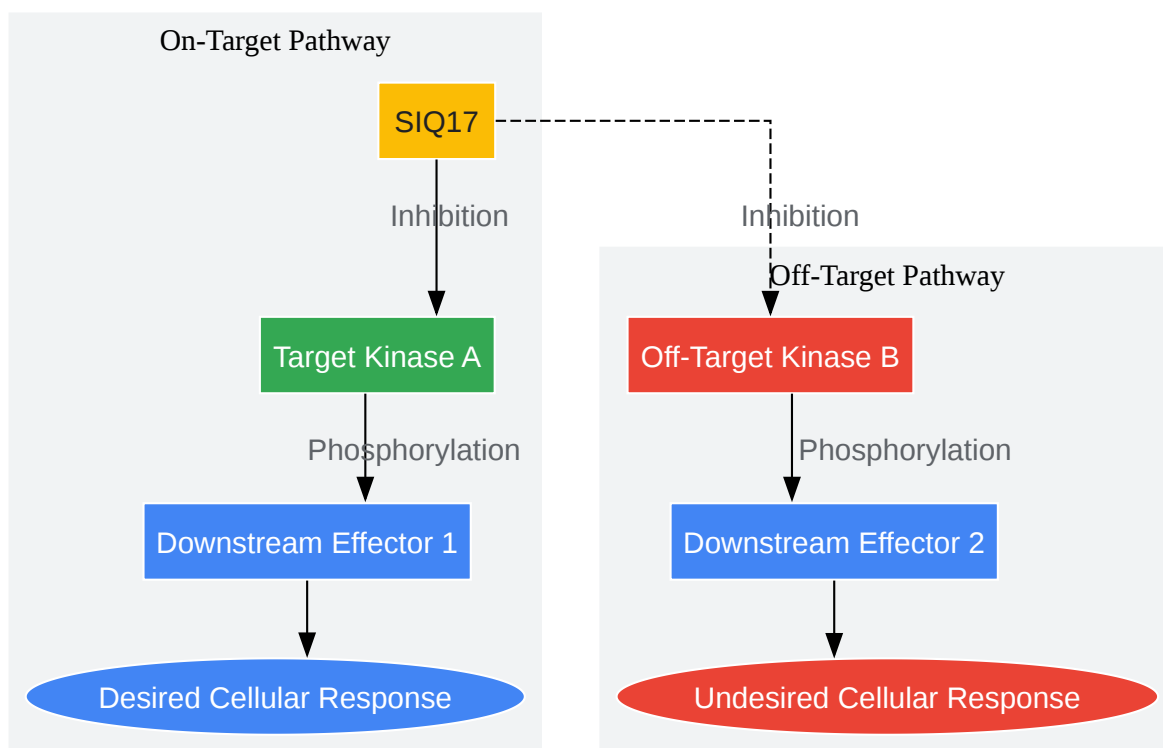 On-Target Pathway
SIQ17
Inhibition
Inhibition
Off-Target Pathway
Target Kinase A
Off-Target Kinase B
Phosphorylation
Phosphorylation
Downstream Effector 1
Downstream Effector 2
Desired Cellular Response
Undesired Cellular Response